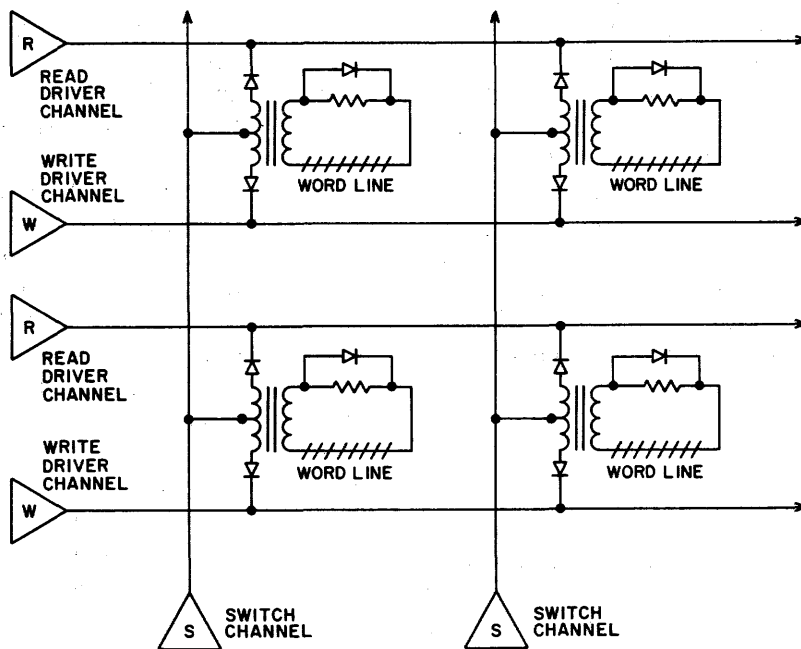 R
READ
DRIVER
CHANNEL
WORD LINE
WORD LINE
WRITE
DRIVER
CHANNEL
W
R
READ
DRIVER
CHANNEL
WORD LINE
WORD LINE
WRITE
DRIVER
CHANNEL
W
S
SWITCH
CHANNEL
S
SWITCH
CHANNEL